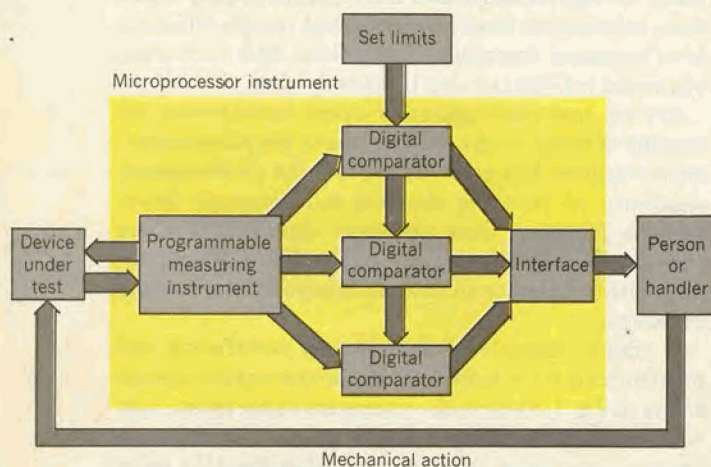 Set limits
Microprocessor instrument
Digital
comparator
Device
under
test
Programmable
measuring
instrument
Digital
comparator
Interface
Person
or
handler
Digital
comparator
Mechanical action